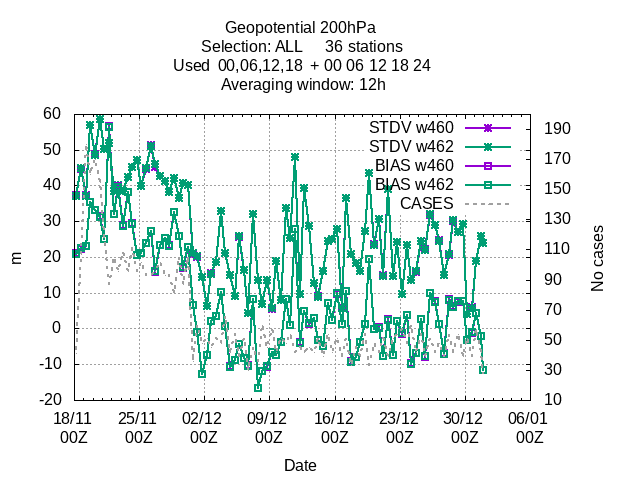 Geopotential 200hPa
Selection: ALL 36 stations
Used 00,06,12,18 + 00 06 12 18 24
Averaging window: 12h
STDV w460
STDV w462
BIAS w460
BIAS w462
CASES
60
50
40
30
20
10
0
-10
-20
m
190
170
150
130
110
90
70
50
30
10
No cases
18/11 25/11 02/12 09/12 16/12 23/12 30/12 06/01
00Z 00Z 00Z 00Z 00Z 00Z 00Z 00Z
Date